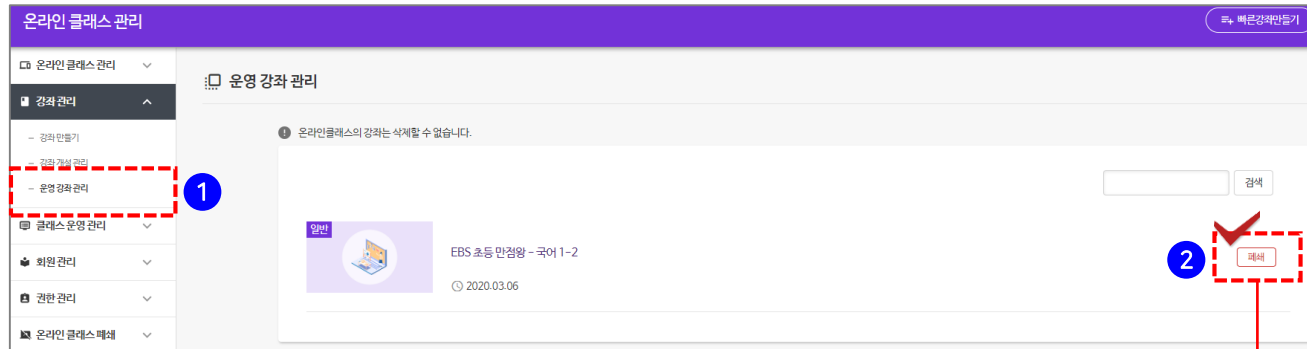 온라인 클래스 관리
빠른강좌만들기
온라인 클래스 관리
강좌 관리
– 강좌 만들기
– 강좌 개설 관리
– 운영 강좌 관리
1
클래스 운영 관리
회원 관리
권한 관리
온라인 클래스 폐쇄
운영 강좌 관리
온라인클래스의 강좌는 삭제할 수 없습니다.
검색
일반
EBS 초등 만점왕 - 국어 1-2
2020.03.06
2
폐쇄